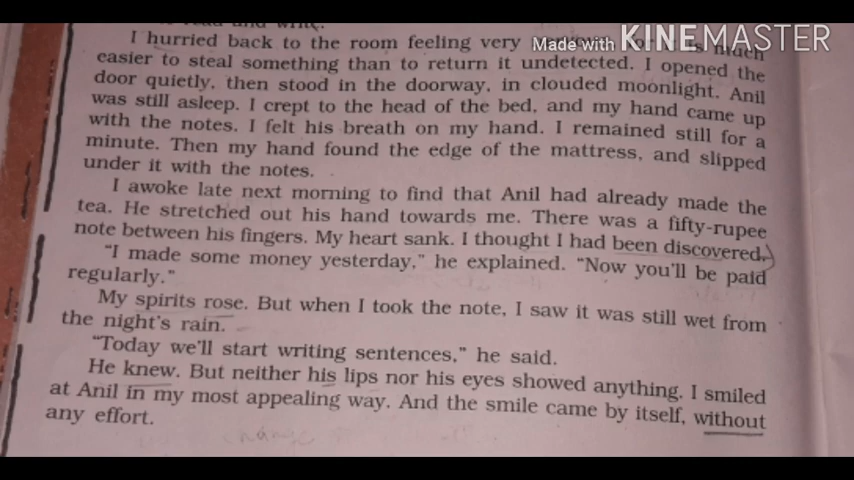 read and write.
I hurried back to the room feeling very Made with KINEMASTER much
easier to steal something than to return it undetected. I opened the
door quietly, then stood in the doorway, in clouded moonlight. Anil
was still asleep. I crept to the head of the bed, and my hand came up
with the notes. I felt his breath on my hand. I remained still for a
minute. Then my hand found the edge of the mattress, and slipped
under it with the notes.
I awoke late next morning to find that Anil had already made the
tea. He stretched out his hand towards me. There was a fifty-rupee
note between his fingers. My heart sank. I thought I had been discovered.
“I made some money yesterday,” he explained. “Now you’ll be paid
regularly.”
My spirits rose. But when I took the note, I saw it was still wet from
the night’s rain.
“Today we’ll start writing sentences,” he said.
He knew. But neither his lips nor his eyes showed anything. I smiled
at Anil in my most appealing way. And the smile came by itself, without
any effort.